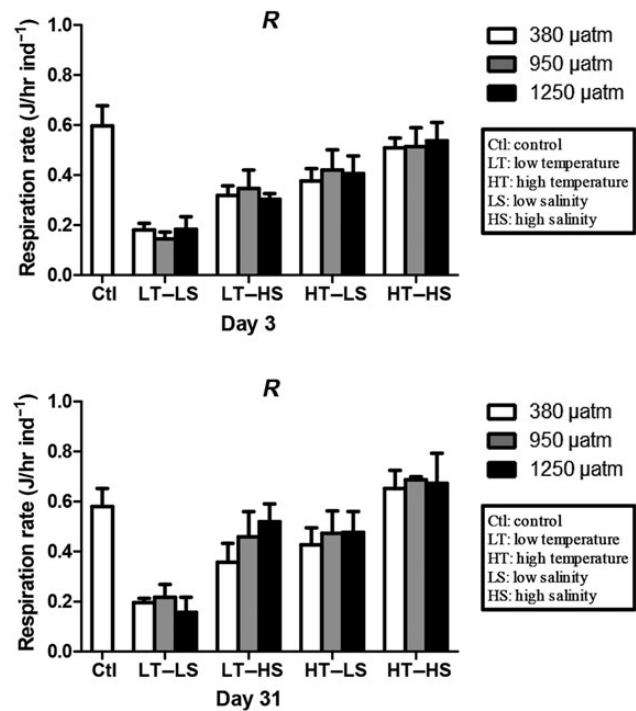 R
Respiration rate (J/hr ind⁻¹)
1.0
0.8
0.6
0.4
0.2
0.0
Ctl LT–LS LT–HS HT–LS HT–HS
Day 3
380 µatm
950 µatm
1250 µatm
Ctl: control
LT: low temperature
HT: high temperature
LS: low salinity
HS: high salinity
R
Respiration rate (J/hr ind⁻¹)
1.0
0.8
0.6
0.4
0.2
0.0
Ctl LT–LS LT–HS HT–LS HT–HS
Day 31
380 µatm
950 µatm
1250 µatm
Ctl: control
LT: low temperature
HT: high temperature
LS: low salinity
HS: high salinity